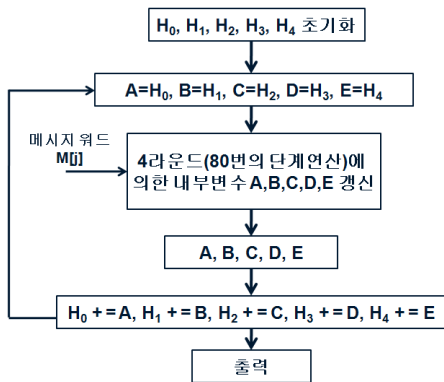 H₀, H₁, H₂, H₃, H₄ 초기화
A=H₀, B=H₁, C=H₂, D=H₃, E=H₄
메시지 워드
M[j]
4라운드(80번의 단계연산)에
의한 내부변수 A,B,C,D,E 갱신
A, B, C, D, E
H₀ + = A, H₁ + = B, H₂ + = C, H₃ + = D, H₄ + = E
출력